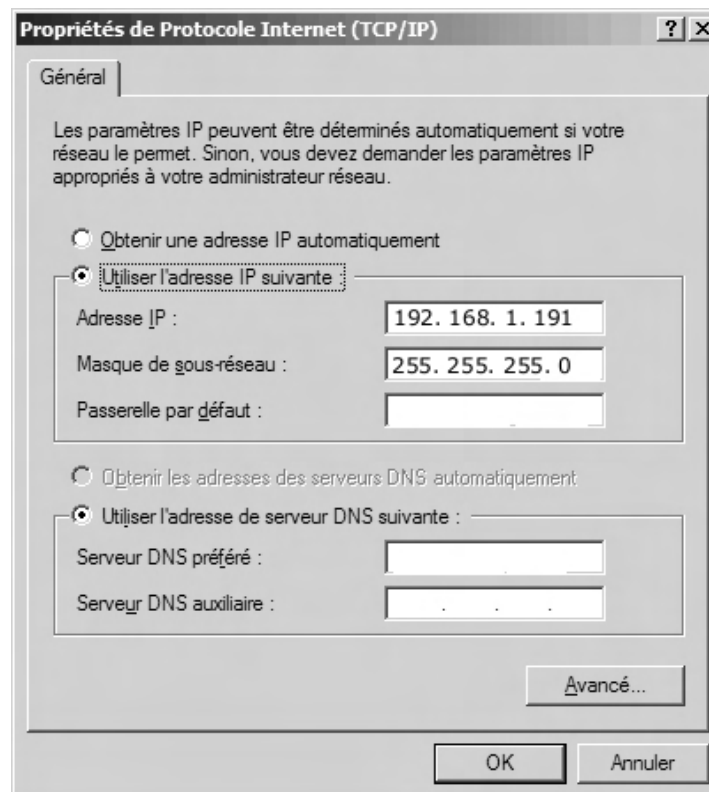 Propriétés de Protocole Internet (TCP/IP)
Général
Les paramètres IP peuvent être déterminés automatiquement si votre
réseau le permet. Sinon, vous devez demander les paramètres IP
appropriés à votre administrateur réseau.
Obtenir une adresse IP automatiquement
Utiliser l'adresse IP suivante :
Adresse IP :
192. 168. 1. 191
Masque de sous-réseau :
255. 255. 255. 0
Passerelle par défaut :
Obtenir les adresses des serveurs DNS automatiquement
Utiliser l'adresse de serveur DNS suivante :
Serveur DNS préféré :
Serveur DNS auxiliaire :
. . .
Avancé...
OK
Annuler